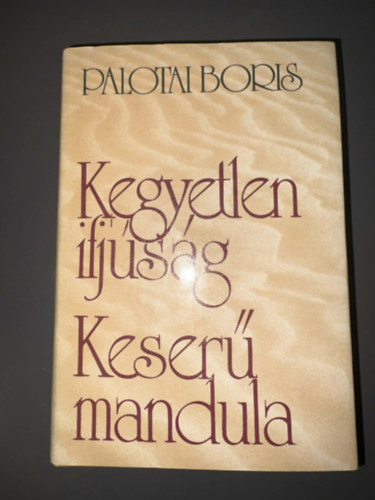 PALOTAI BORIS
Kegyetlen
ifjúság
Keserű
mandula